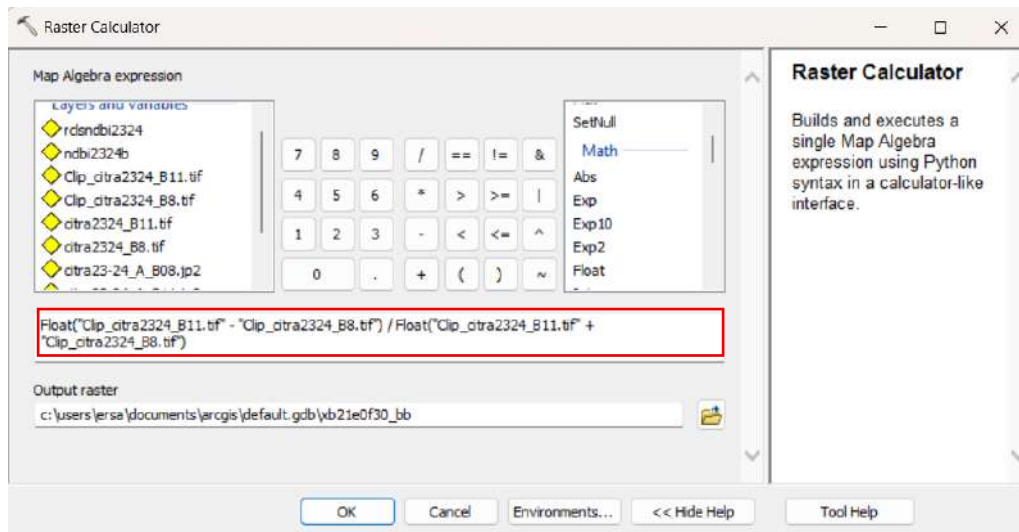 Raster Calculator
Map Algebra expression
Layers and variables
rclsndbi2324
ndbi2324b
Clip_citra2324_B11.tif
Clip_citra2324_B8.tif
citra2324_B11.tif
citra2324_B8.tif
citra23-24_A_B08.jp2
7 8 9 / == != &
4 5 6 * > >= |
1 2 3 - < <= ^
0 . + ( ) ~
SetNull
Math
Abs
Exp
Exp10
Exp2
Float
Float("Clip_citra2324_B11.tif" - "Clip_citra2324_B8.tif") / Float("Clip_citra2324_B11.tif" +
"Clip_citra2324_B8.tif")
Output raster
c:\users\ersa\documents\arcgis\default.gdb\xb21e0f30_bb
OK Cancel Environments... << Hide Help Tool Help
Raster Calculator
Builds and executes a
single Map Algebra
expression using Python
syntax in a calculator-like
interface.